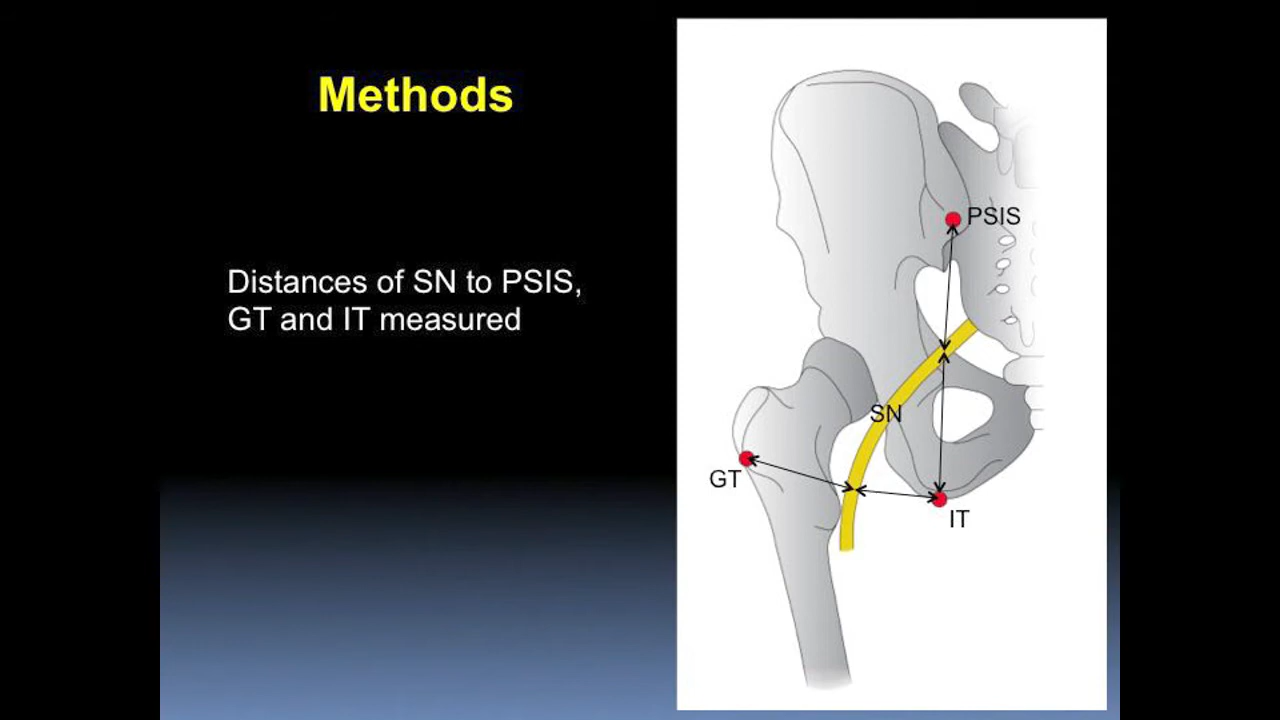 Methods
Distances of SN to PSIS,
GT and IT measured
PSIS
SN
GT
IT